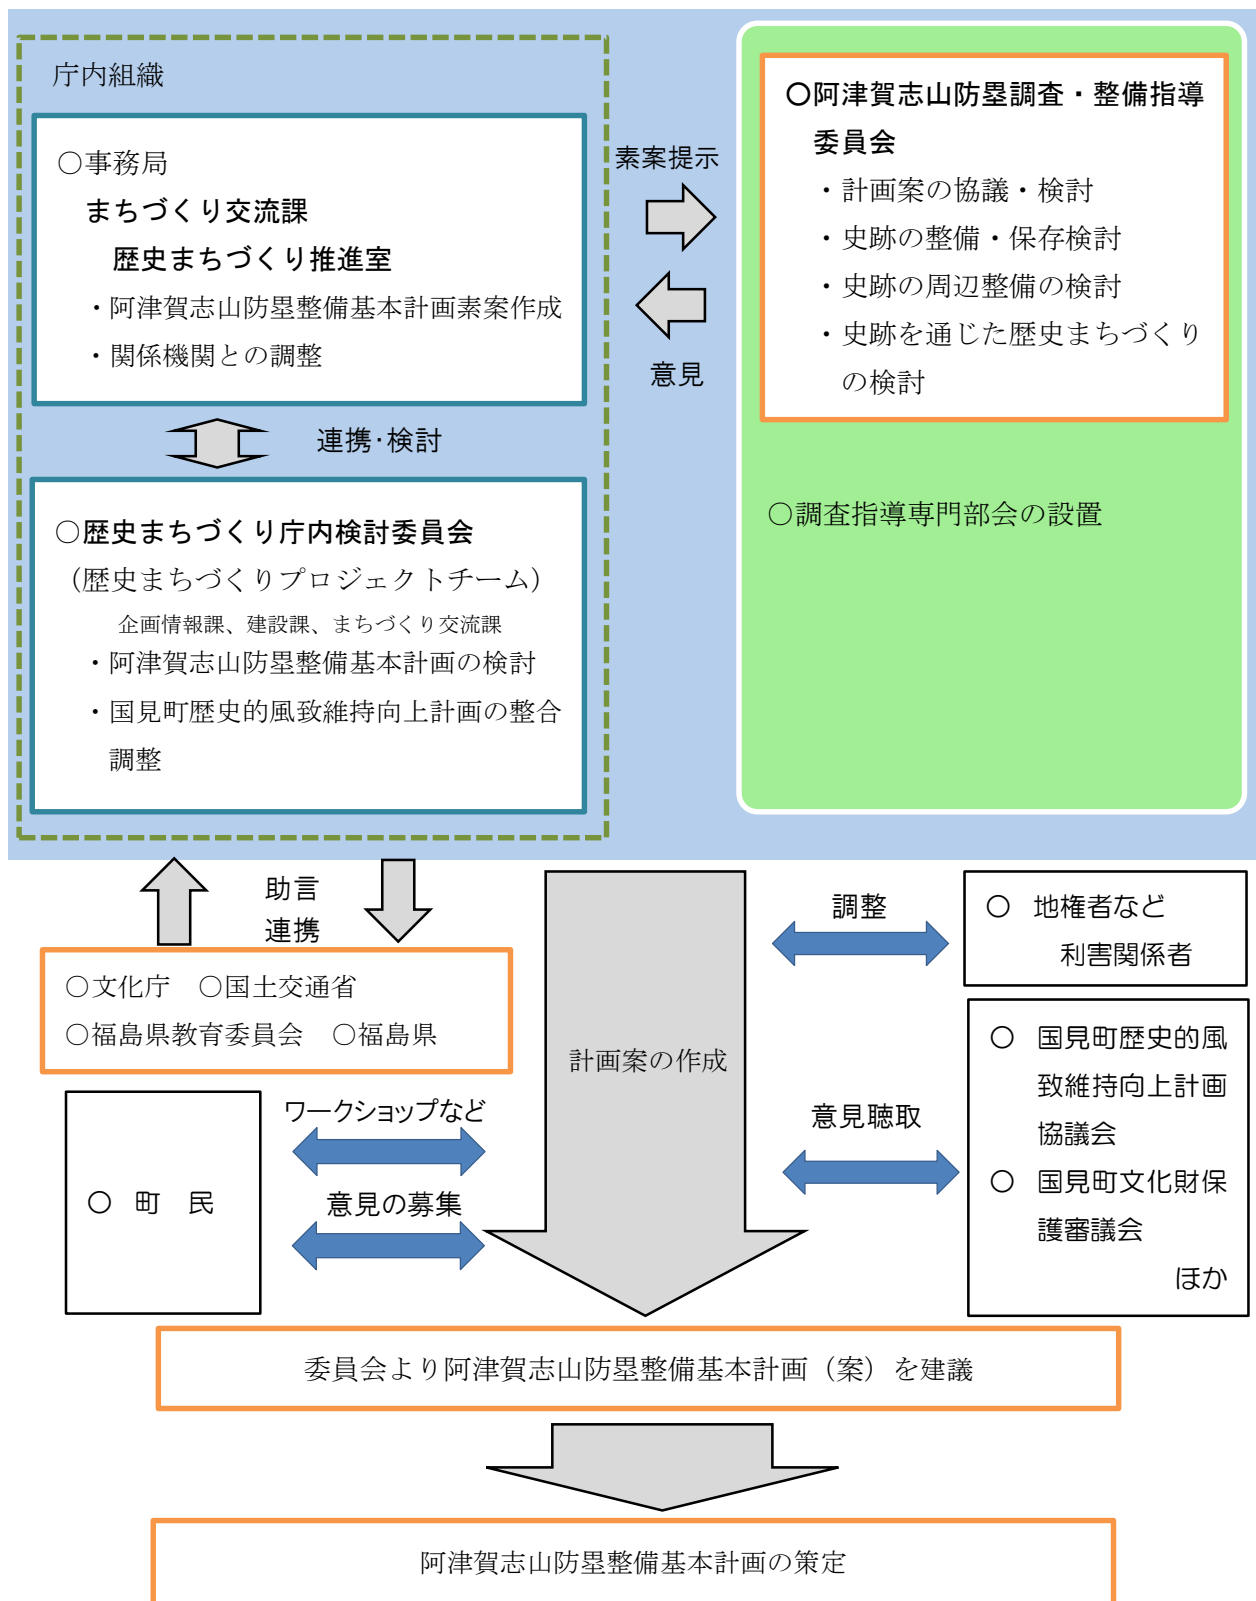 庁内組織
○事務局
まちづくり交流課
歴史まちづくり推進室
・阿津賀志山防塁整備基本計画素案作成
・関係機関との調整
連携･検討
○歴史まちづくり庁内検討委員会
（歴史まちづくりプロジェクトチーム）
企画情報課、建設課、まちづくり交流課
・阿津賀志山防塁整備基本計画の検討
・国見町歴史的風致維持向上計画の整合
調整
素案提示
意見
○阿津賀志山防塁調査・整備指導
委員会
・計画案の協議・検討
・史跡の整備・保存検討
・史跡の周辺整備の検討
・史跡を通じた歴史まちづくり
の検討
○調査指導専門部会の設置
助言
連携
○文化庁　○国土交通省
○福島県教育委員会　○福島県
計画案の作成
調整
○　地権者など
利害関係者
意見聴取
○　国見町歴史的風
致維持向上計画
協議会
○　国見町文化財保
護審議会
ほか
○　町　民
ワークショップなど
意見の募集
委員会より阿津賀志山防塁整備基本計画（案）を建議
阿津賀志山防塁整備基本計画の策定